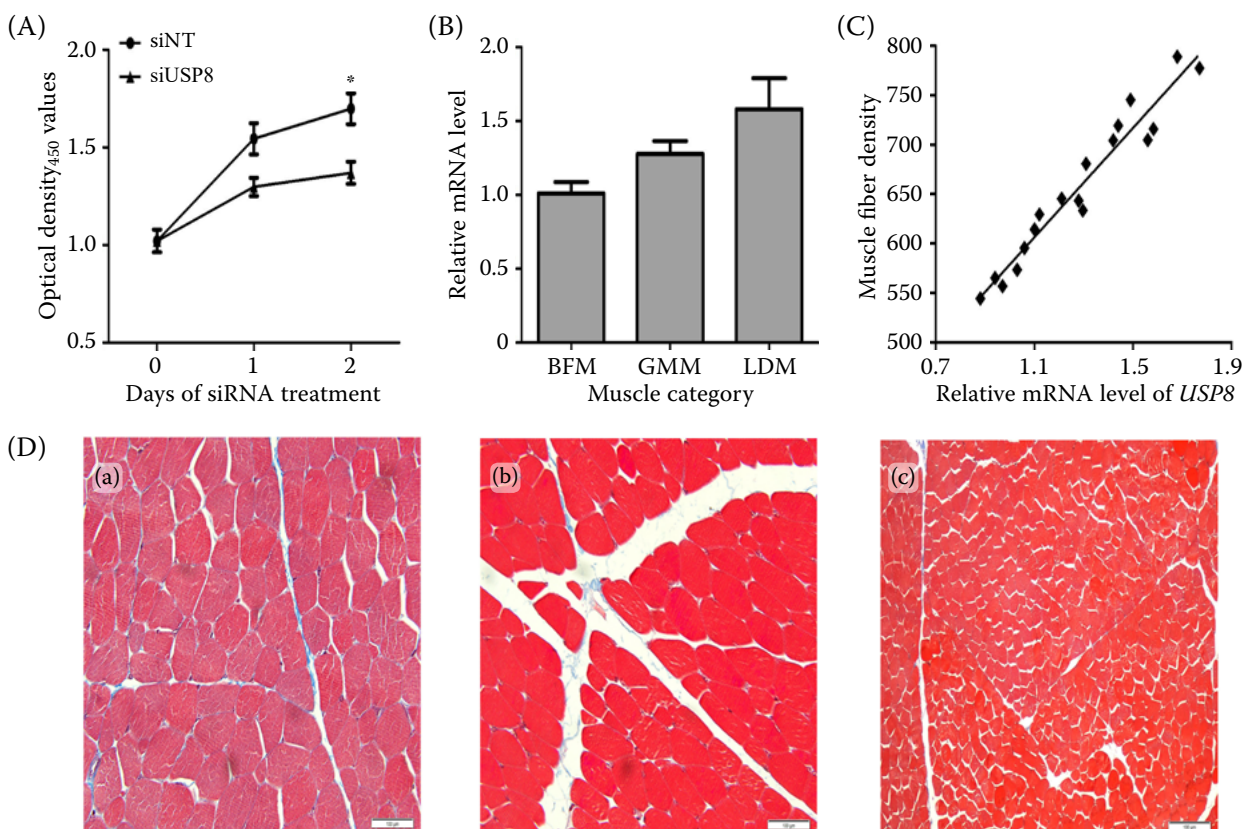 (A)
siNT
siUSP8
2.0
1.5
1.0
0.5
*
Optical density450 values
0 1 2
Days of siRNA treatment
(B)
2.0
1.5
1.0
0.5
0
Relative mRNA level
BFM GMM LDM
Muscle category
(C)
800
750
700
650
600
550
500
Muscle fiber density
0.7 1.1 1.5 1.9
Relative mRNA level of USP8
(D)
(a)
(b)
(c)